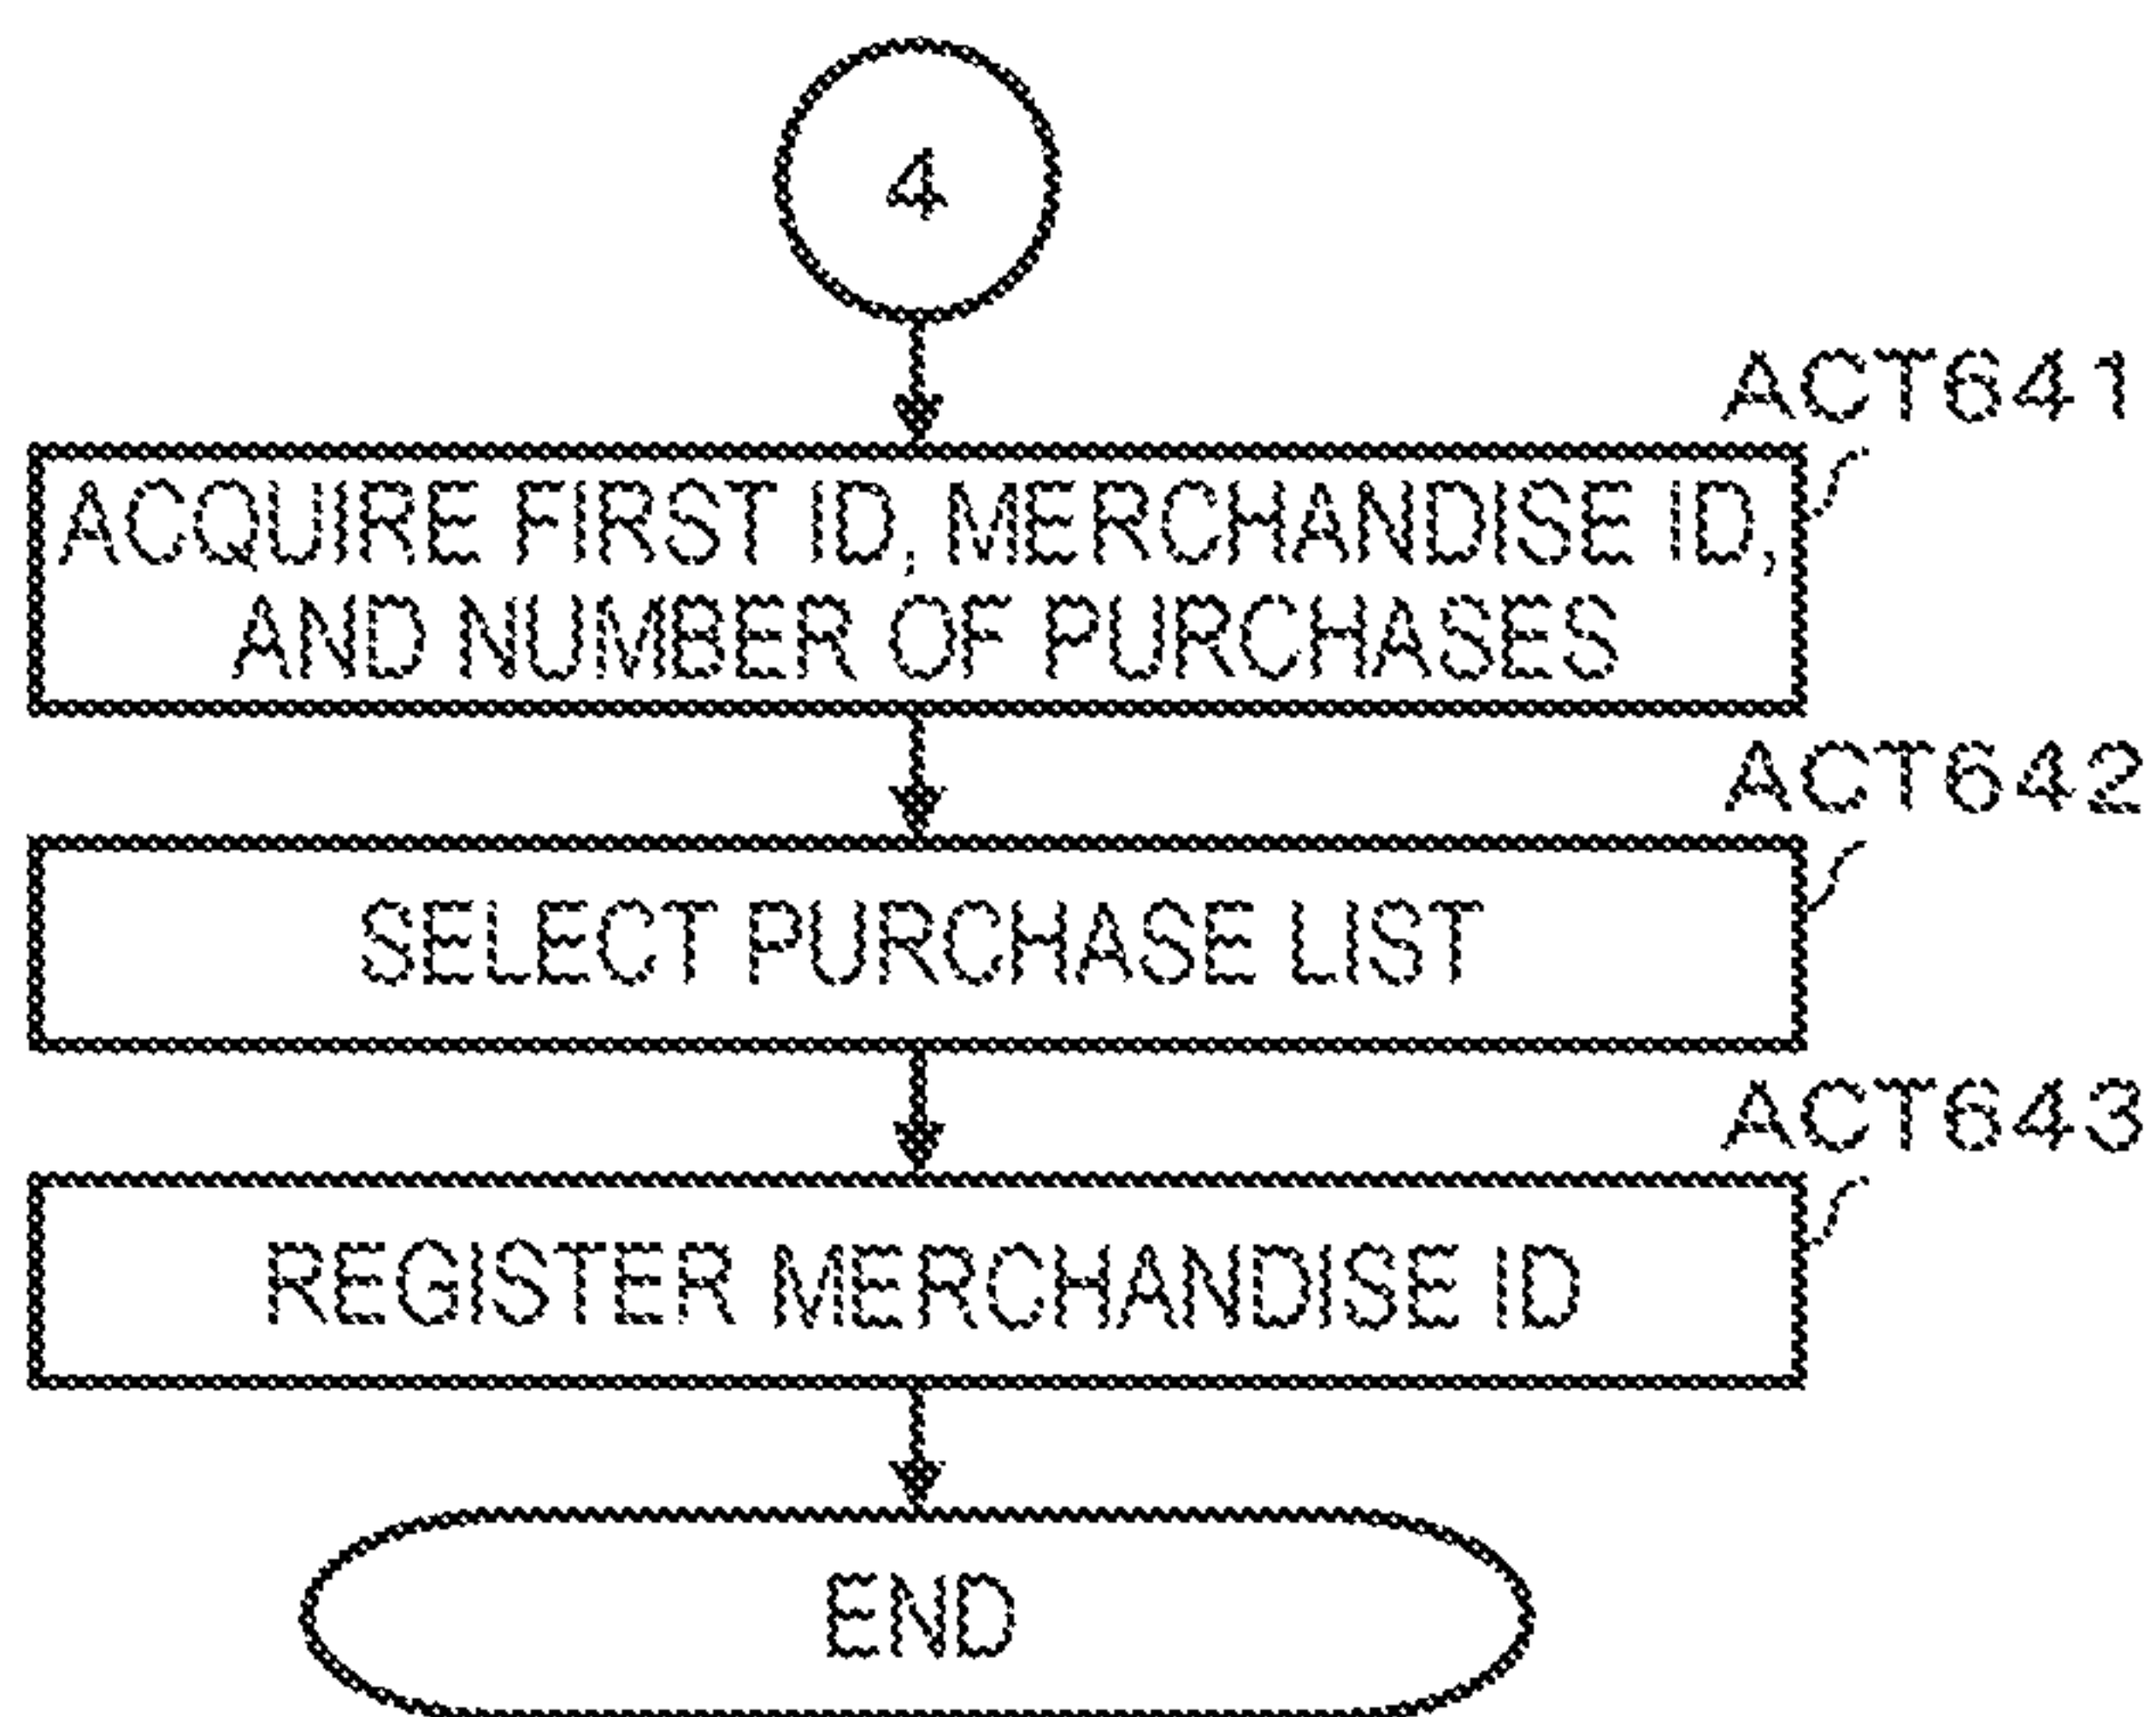 4
ACT641
ACQUIRE FIRST ID, MERCHANDISE ID,
AND NUMBER OF PURCHASES
ACT642
SELECT PURCHASE LIST
ACT643
REGISTER MERCHANDISE ID
END